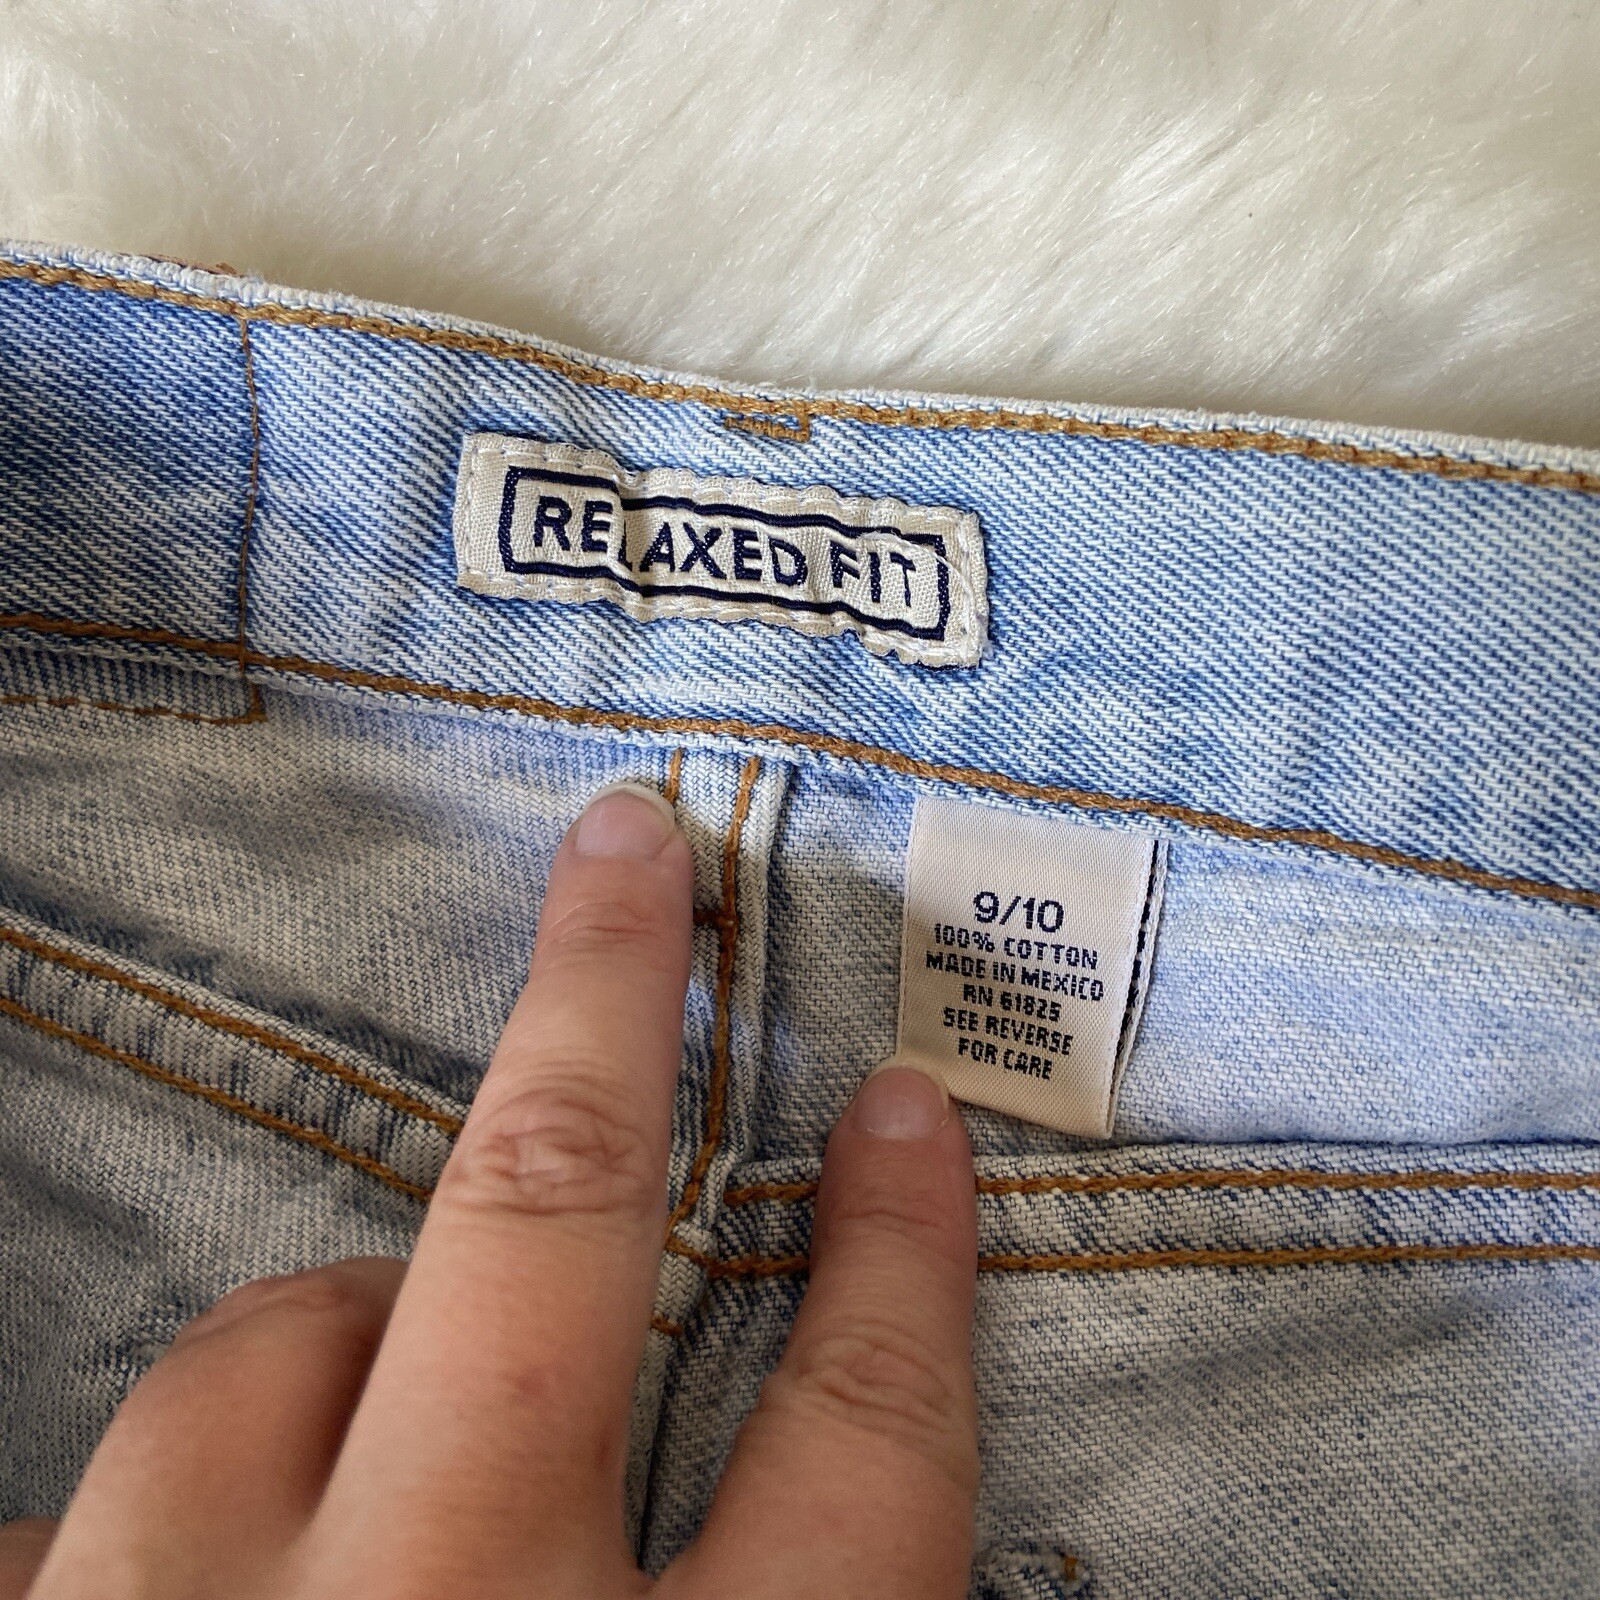 RELAXED FIT
9/10
100% COTTON
MADE IN MEXICO
RN 61825
SEE REVERSE
FOR CARE